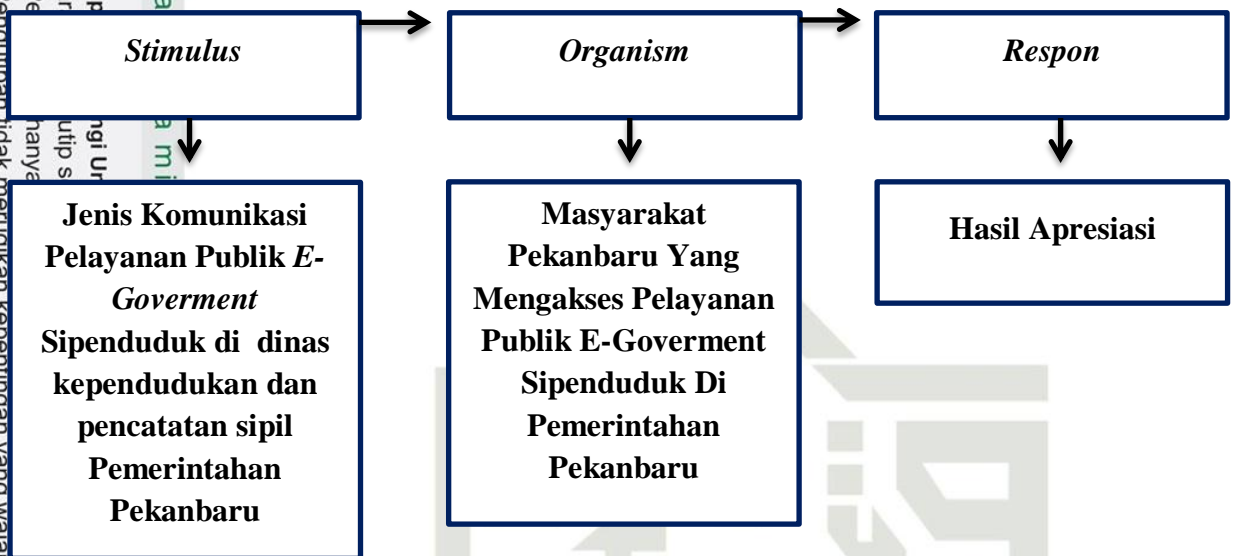 Stimulus
Organism
Respon
Jenis Komunikasi
Pelayanan Publik E-
Goverment
Sipenduduk di dinas
kependudukan dan
pencatatan sipil
Pemerintahan
Pekanbaru
Masyarakat
Pekanbaru Yang
Mengakses Pelayanan
Publik E-Goverment
Sipenduduk Di
Pemerintahan
Pekanbaru
Hasil Apresiasi